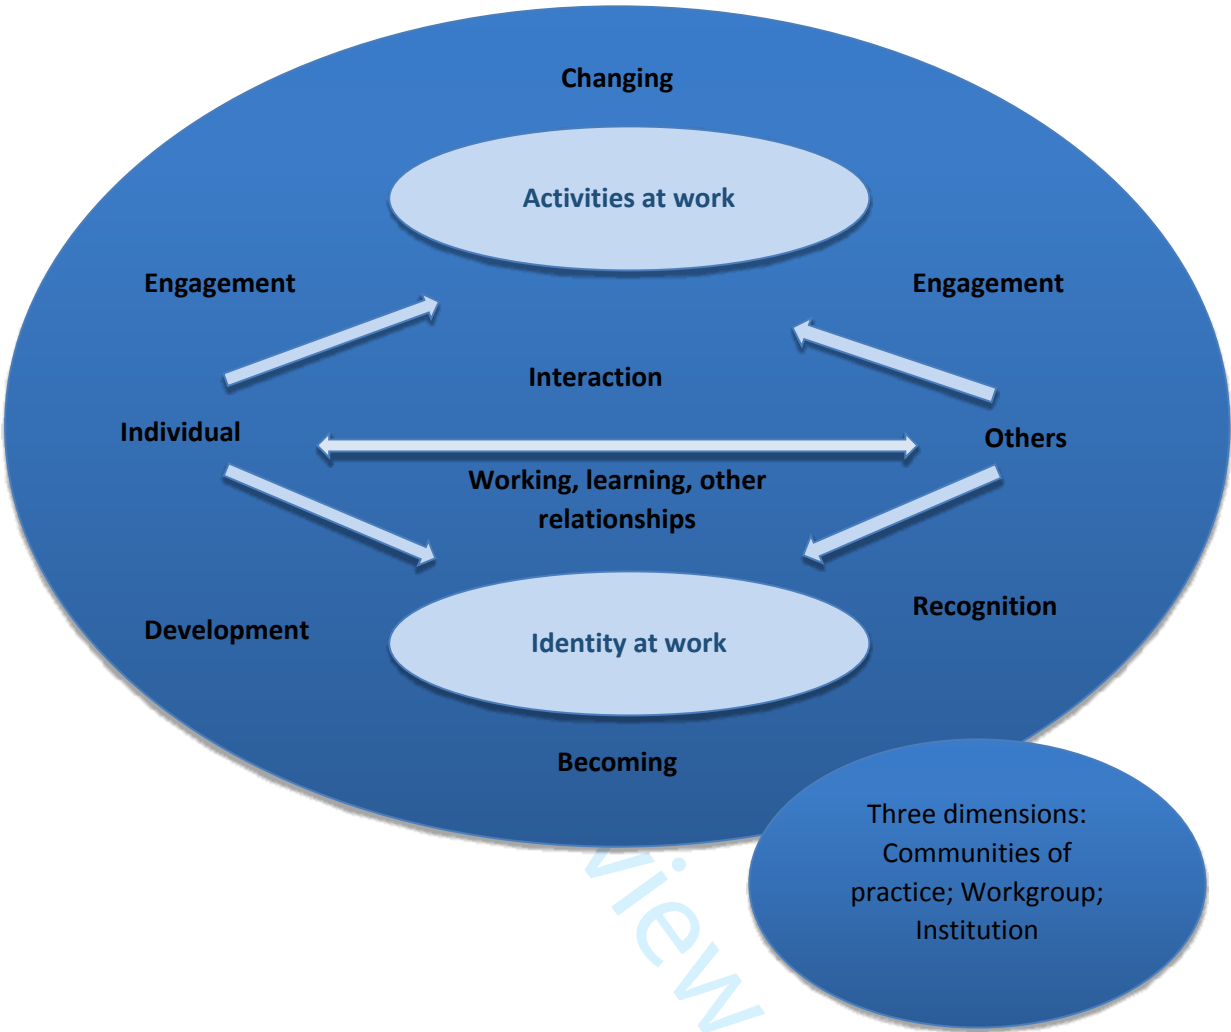 Changing
Activities at work
Engagement
Engagement
Interaction
Individual
Others
Working, learning, other
relationships
Recognition
Development
Identity at work
Becoming
Three dimensions:
Communities of
practice; Workgroup;
Institution
view